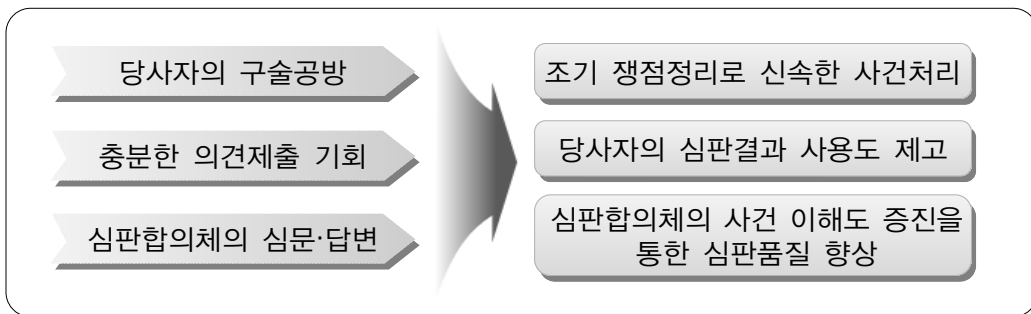 당사자의 구술공방
충분한 의견제출 기회
심판합의체의 심문·답변
조기 쟁점정리로 신속한 사건처리
당사자의 심판결과 사용도 제고
심판합의체의 사건 이해도 증진을
통한 심판품질 향상